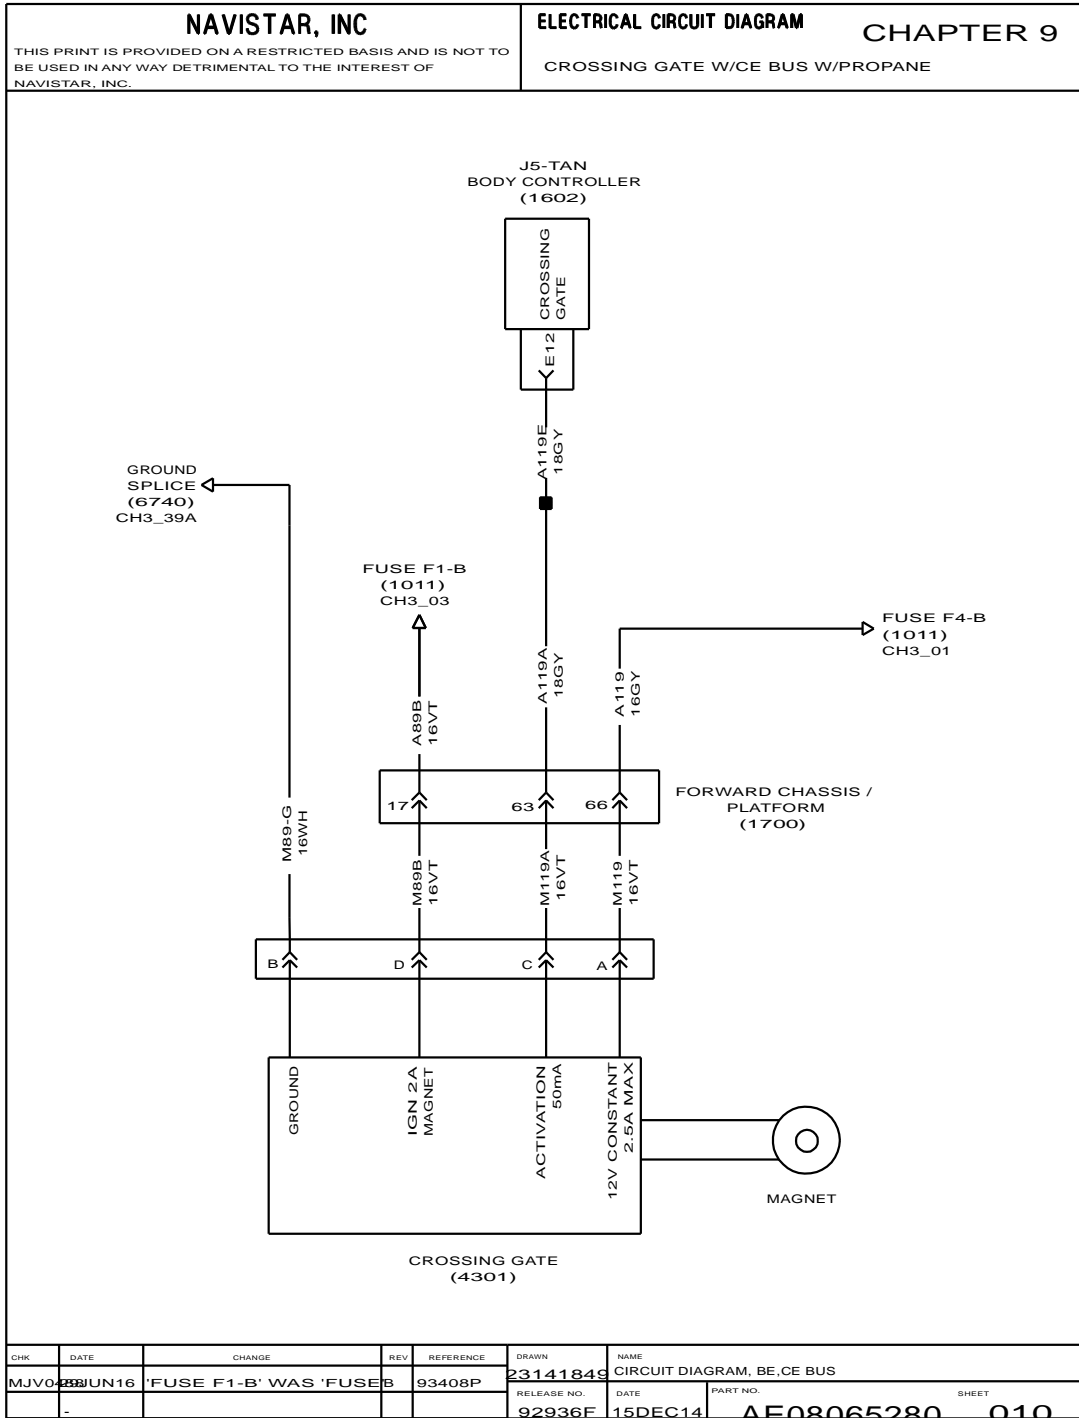 NAVISTAR, INC
THIS PRINT IS PROVIDED ON A RESTRICTED BASIS AND IS NOT TO
BE USED IN ANY WAY DETRIMENTAL TO THE INTEREST OF
NAVISTAR, INC.
ELECTRICAL CIRCUIT DIAGRAM
CHAPTER 9
CROSSING GATE W/CE BUS W/PROPANE
J5-TAN
BODY CONTROLLER
(1602)
CROSSING
GATE
E12
A119E
18GY
GROUND
SPLICE
(6740)
CH3_39A
FUSE F1-B
(1011)
CH3_03
FUSE F4-B
(1011)
CH3_01
A89B
16VT
A119A
18GY
A119
16GY
17
63
66
FORWARD CHASSIS /
PLATFORM
(1700)
M89-G
16WH
M89B
16VT
M119A
16VT
M119
16VT
B
D
C
A
GROUND
IGN 2A
MAGNET
ACTIVATION
50mA
12V CONSTANT
2.5A MAX
MAGNET
CROSSING GATE
(4301)
CHK DATE CHANGE REV REFERENCE DRAWN NAME
28JUN16 'FUSE F1-B' WAS 'FUSE B 93408P 23141849 CIRCUIT DIAGRAM, BE,CE BUS
RELEASE NO. DATE PART NO. SHEET
- 92936F 15DEC14 AE08065280 010